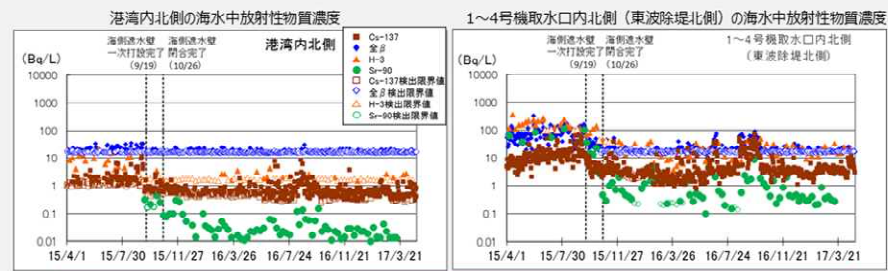 港湾内北側の海水中放射性物質濃度
海側遮水壁
一次打設完了
(9/19)
海側遮水壁
閉合完了
(10/26)
港湾内北側
(Bq/L)
Cs-137
全β
H-3
Sr-90
Cs-137検出限界値
全β検出限界値
H-3検出限界値
Sr-90検出限界値
10000
1000
100
10
1
0.1
0.01
15/4/1 15/7/30 15/11/27 16/3/26 16/7/24 16/11/21 17/3/21
1～4号機取水口内北側（東波除堤北側）の海水中放射性物質濃度
海側遮水壁
一次打設完了
(9/19)
海側遮水壁
閉合完了
(10/26)
1～4号機取水口内北側
（東波除堤北側）
(Bq/L)
10000
1000
100
10
1
0.1
0.01
15/4/1 15/7/30 15/11/27 16/3/26 16/7/24 16/11/21 17/3/21